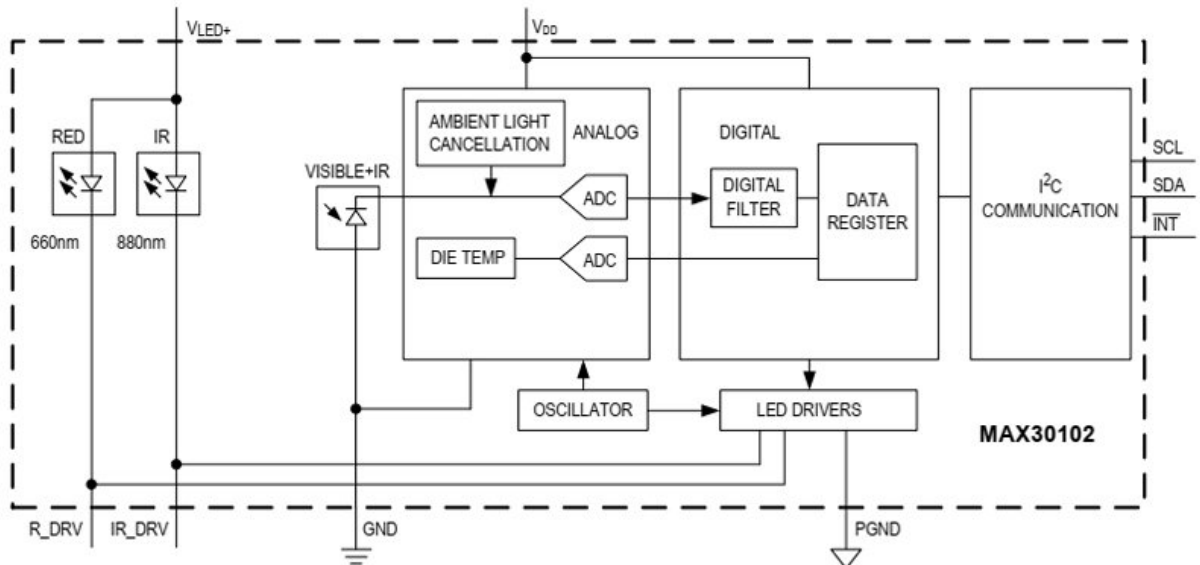 VLED+
VDD
RED
IR
660nm
880nm
VISIBLE+IR
AMBIENT LIGHT
CANCELLATION
ANALOG
ADC
DIE TEMP
ADC
DIGITAL
DIGITAL
FILTER
DATA
REGISTER
I²C
COMMUNICATION
SCL
SDA
I̅N̅T̅
OSCILLATOR
LED DRIVERS
MAX30102
R_DRV
IR_DRV
GND
PGND